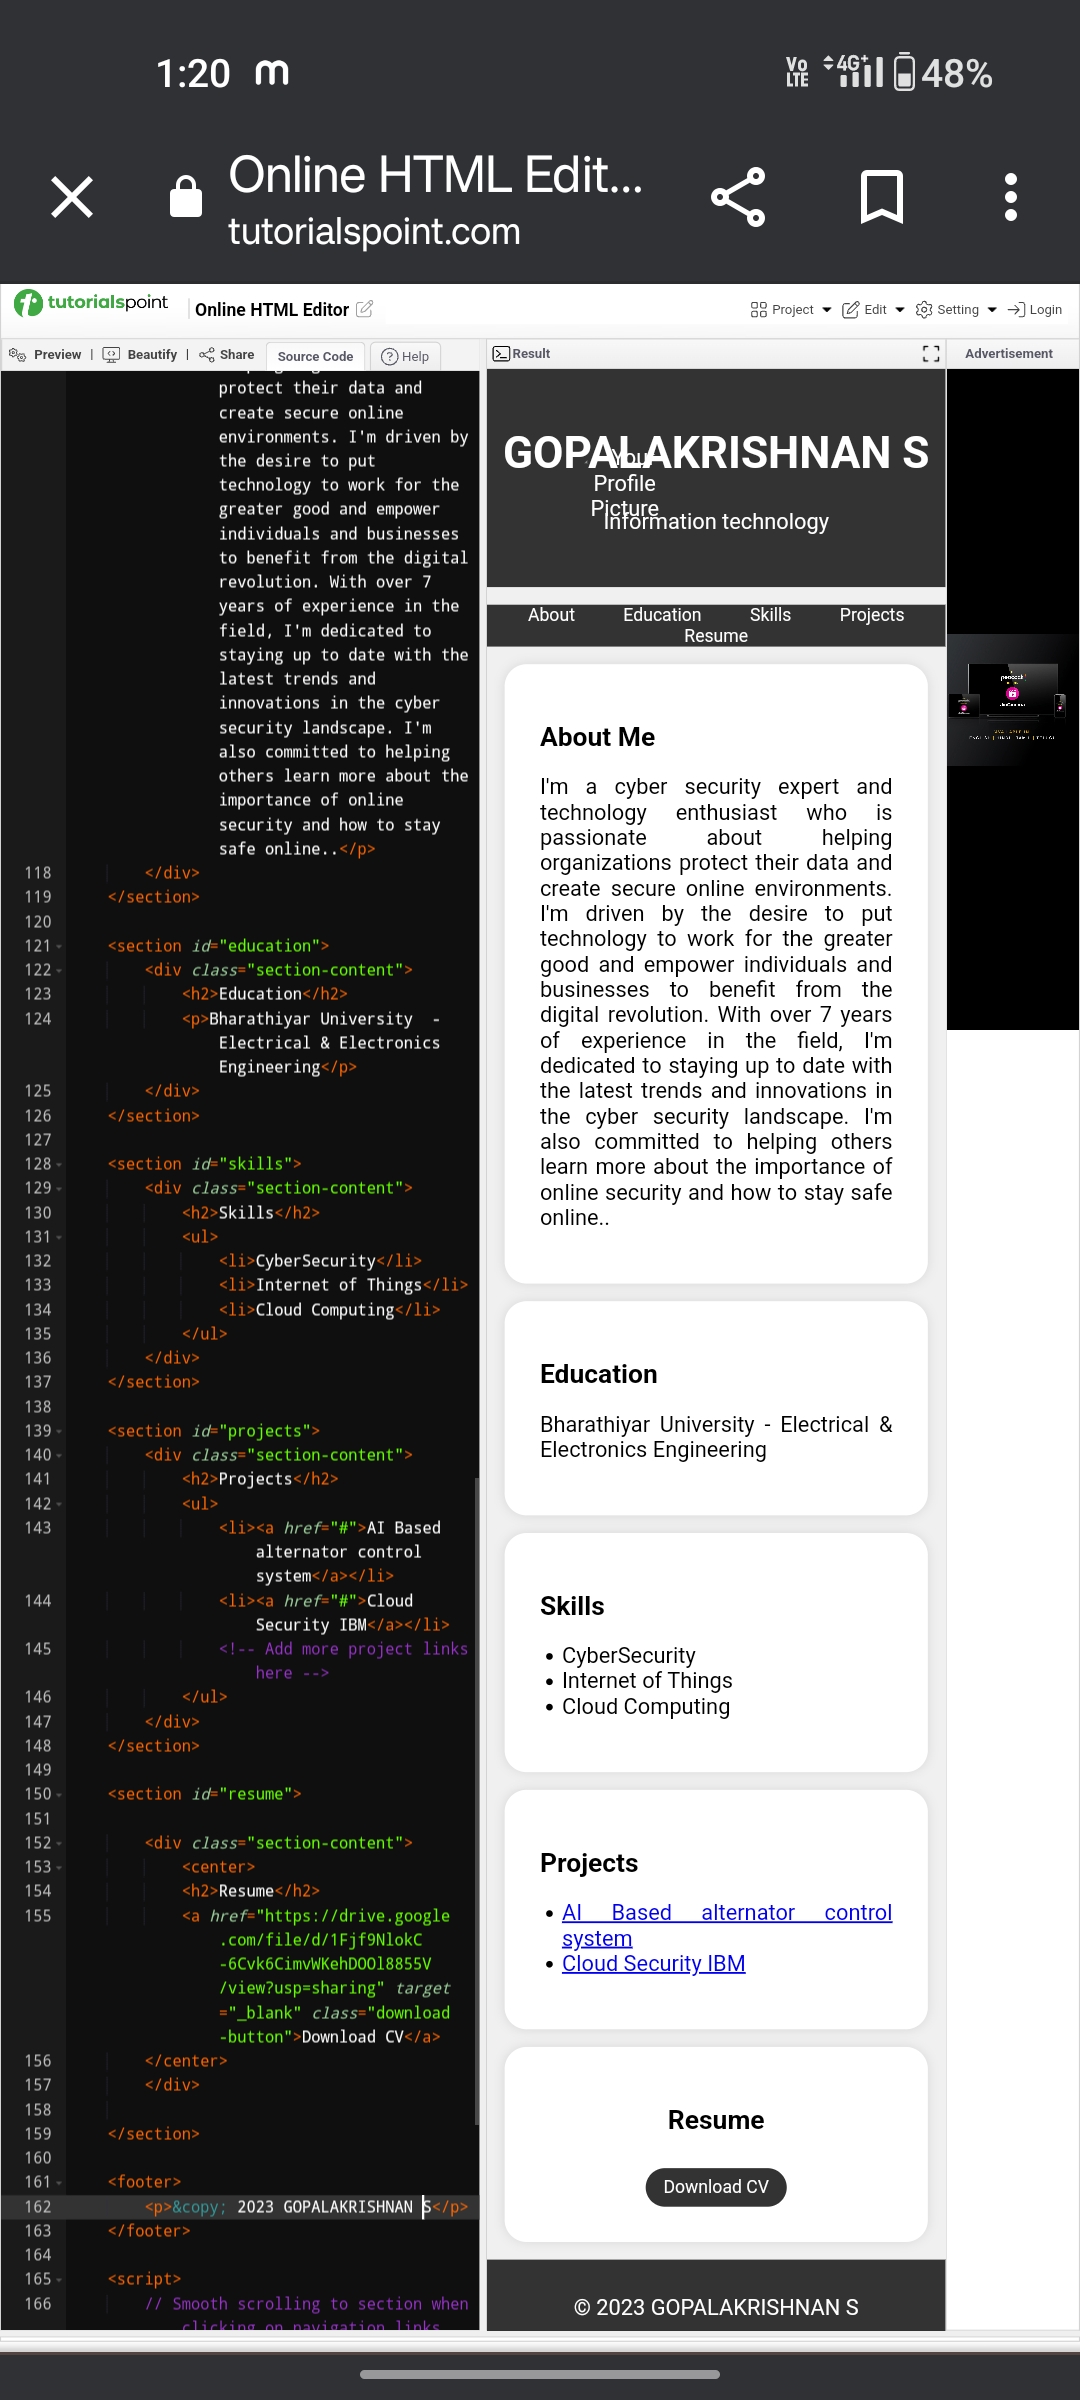 1:20 m Vo LTE 4G+ 48%
Online HTML Edit...
tutorialspoint.com
tutorialspoint Online HTML Editor Project Edit Setting Login
Preview | Beautify | Share Source Code Help
protect their data and
create secure online
environments. I'm driven by
the desire to put
technology to work for the
greater good and empower
individuals and businesses
to benefit from the digital
revolution. With over 7
years of experience in the
field, I'm dedicated to
staying up to date with the
latest trends and
innovations in the cyber
security landscape. I'm
also committed to helping
others learn more about the
importance of online
security and how to stay
safe online..</p>
118 </div>
119 </section>
120
121 <section id="education">
122 <div class="section-content">
123 <h2>Education</h2>
124 <p>Bharathiyar University  -
Electrical & Electronics
Engineering</p>
125 </div>
126 </section>
127
128 <section id="skills">
129 <div class="section-content">
130 <h2>Skills</h2>
131 <ul>
132 <li>CyberSecurity</li>
133 <li>Internet of Things</li>
134 <li>Cloud Computing</li>
135 </ul>
136 </div>
137 </section>
138
139 <section id="projects">
140 <div class="section-content">
141 <h2>Projects</h2>
142 <ul>
143 <li><a href="#">AI Based
alternator control
system</a></li>
144 <li><a href="#">Cloud
Security IBM</a></li>
145 <!-- Add more project links
here -->
146 </ul>
147 </div>
148 </section>
149
150 <section id="resume">
151
152 <div class="section-content">
153 <center>
154 <h2>Resume</h2>
155 <a href="https://drive.google
.com/file/d/1Fjf9NlokC
-6Cvk6CimvWKehDOOl8855V
/view?usp=sharing" target
="_blank" class="download
-button">Download CV</a>
156 </center>
157 </div>
158
159 </section>
160
161 <footer>
162 <p>&copy; 2023 GOPALAKRISHNAN S</p>
163 </footer>
164
165 <script>
166 // Smooth scrolling to section when
clicking on navigation links
Result
GOPALAKRISHNAN S
Your
Profile
Picture
Information technology
About Education Skills Projects
Resume
About Me
I'm a cyber security expert and
technology enthusiast who is
passionate about helping
organizations protect their data and
create secure online environments.
I'm driven by the desire to put
technology to work for the greater
good and empower individuals and
businesses to benefit from the
digital revolution. With over 7 years
of experience in the field, I'm
dedicated to staying up to date with
the latest trends and innovations in
the cyber security landscape. I'm
also committed to helping others
learn more about the importance of
online security and how to stay safe
online..
Education
Bharathiyar University - Electrical &
Electronics Engineering
Skills
• CyberSecurity
• Internet of Things
• Cloud Computing
Projects
• AI Based alternator control
system
• Cloud Security IBM
Resume
Download CV
© 2023 GOPALAKRISHNAN S
Advertisement